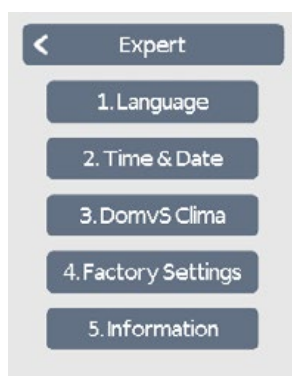 Expert
1. Language
2. Time & Date
3. DomvS Clima
4. Factory Settings
5. Information